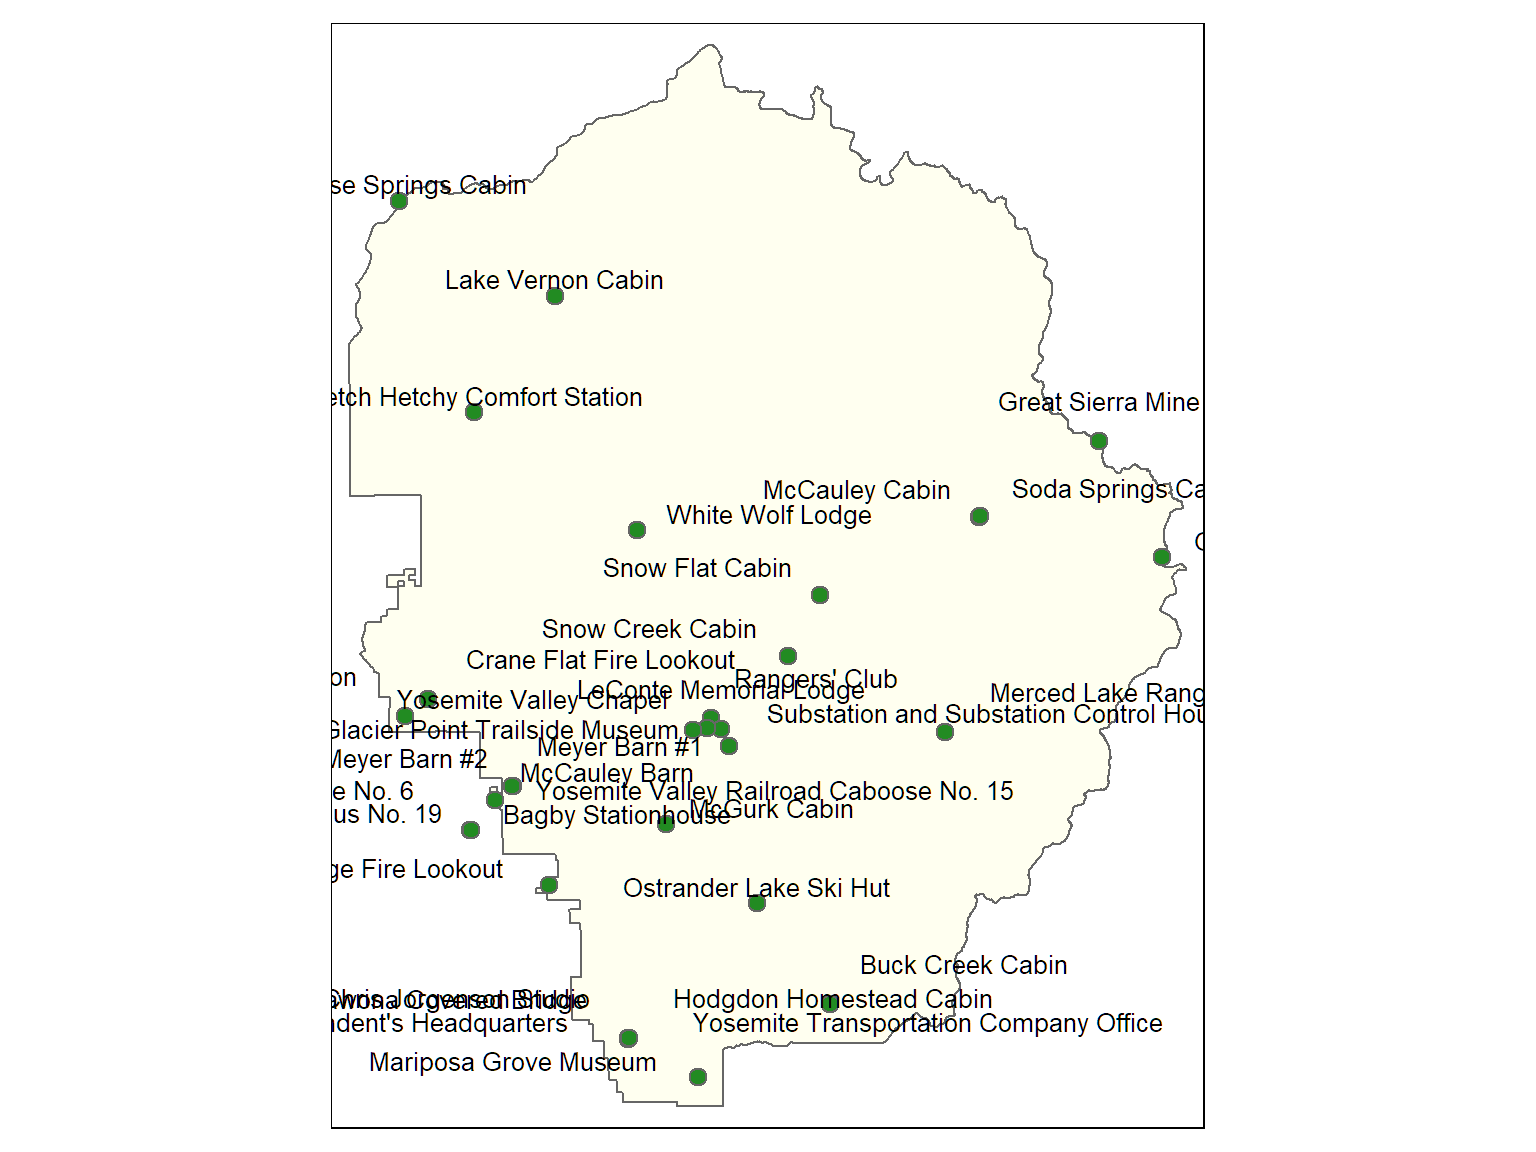 se Springs Cabin
Lake Vernon Cabin
etch Hetchy Comfort Station
Great Sierra Mine
McCauley Cabin
Soda Springs Ca
White Wolf Lodge
Snow Flat Cabin
Snow Creek Cabin
Crane Flat Fire Lookout
on
Rangers' Club
LeConte Memorial Lodge
Merced Lake Rang
Yosemite Valley Chapel
Substation and Substation Control Hou
Glacier Point Trailside Museum
Meyer Barn #1
Meyer Barn #2
McCauley Barn
e No. 6
Yosemite Valley Railroad Caboose No. 15
McGurk Cabin
us No. 19
Bagby Stationhouse
ge Fire Lookout
Ostrander Lake Ski Hut
Buck Creek Cabin
Chris Jorgenson Studio
wona Covered Bridge
Hodgdon Homestead Cabin
ndent's Headquarters
Yosemite Transportation Company Office
Mariposa Grove Museum